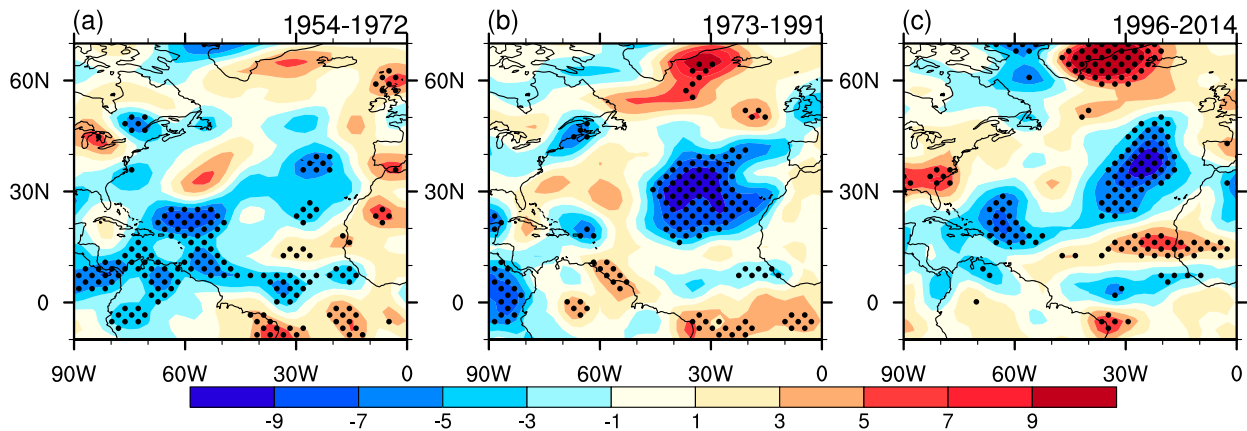 (a) 1954-1972 (b) 1973-1991 (c) 1996-2014
60N 60N 60N
30N 30N 30N
0 0 0
90W 60W 30W 0 90W 60W 30W 0 90W 60W 30W 0
-9 -7 -5 -3 -1 1 3 5 7 9